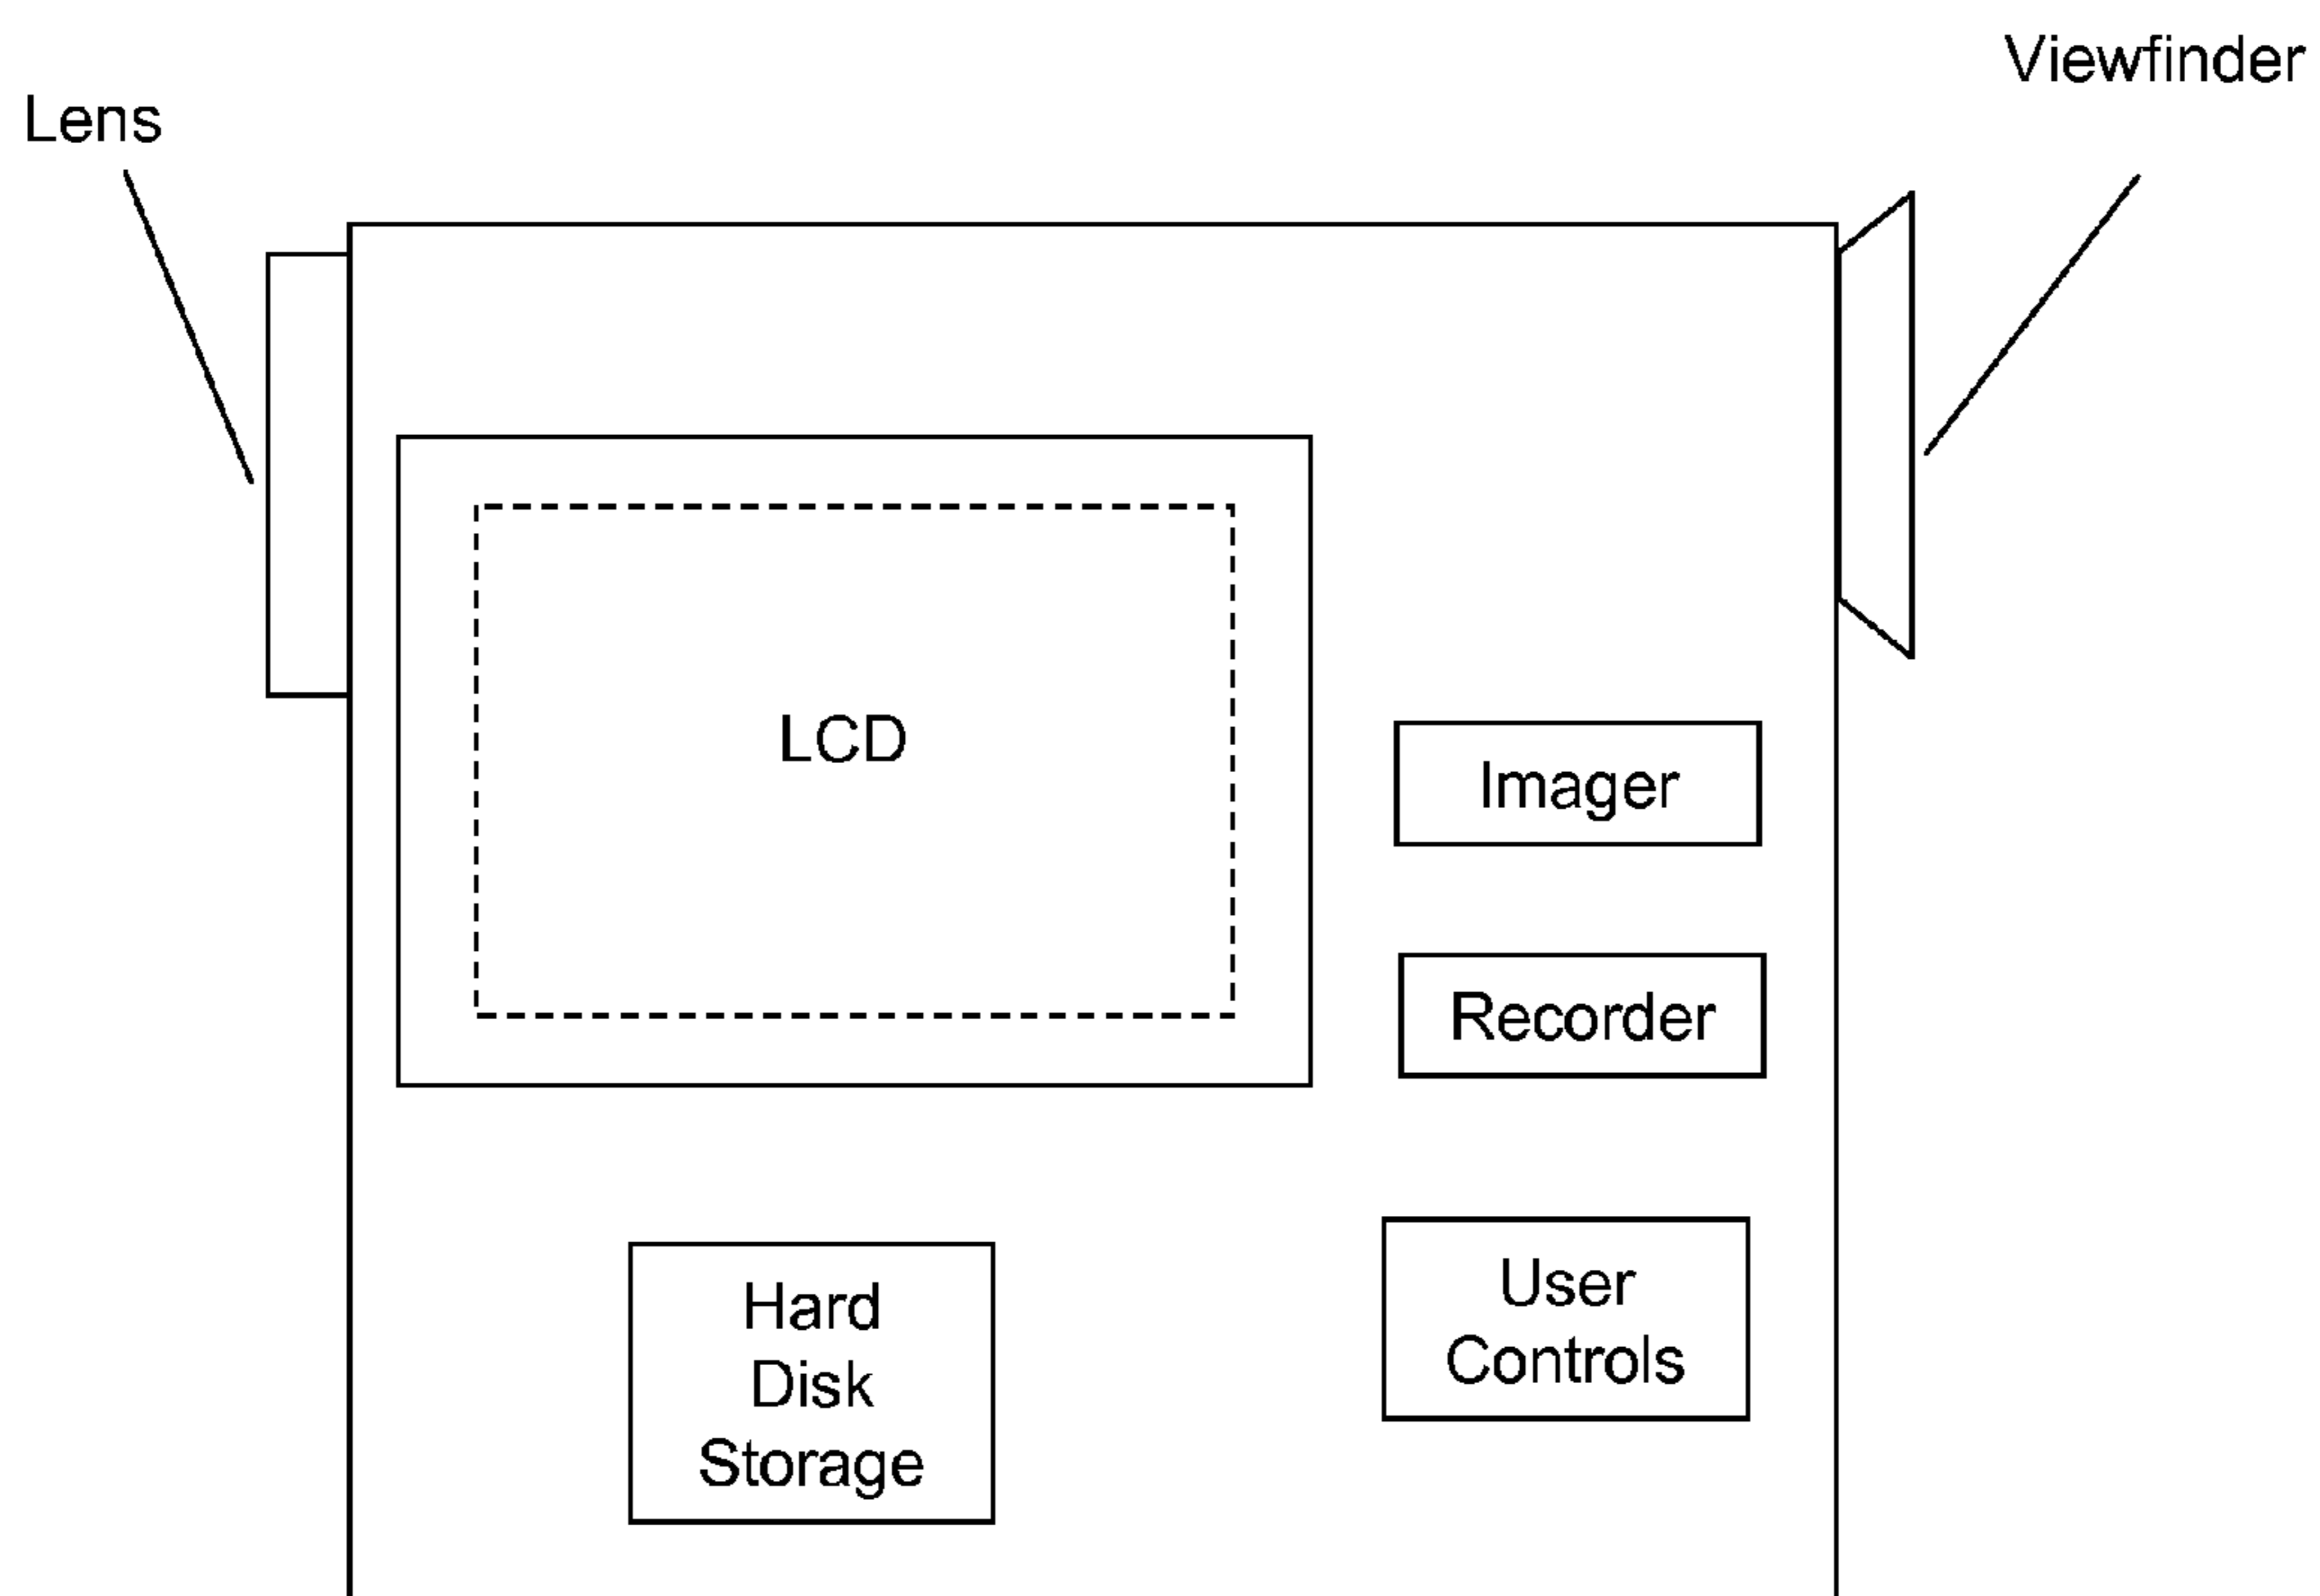 Viewfinder
Lens
LCD
Imager
Recorder
User
Controls
Hard
Disk
Storage